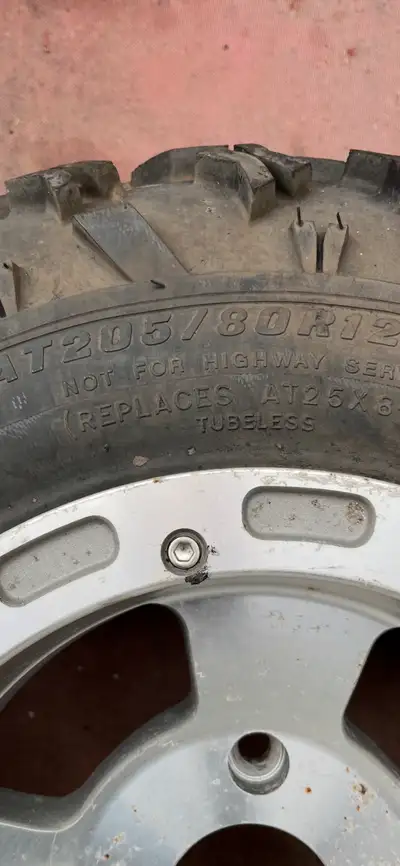 AT205/80R12
NOT FOR HIGHWAY SER
(REPLACES AT25X8
TUBELESS